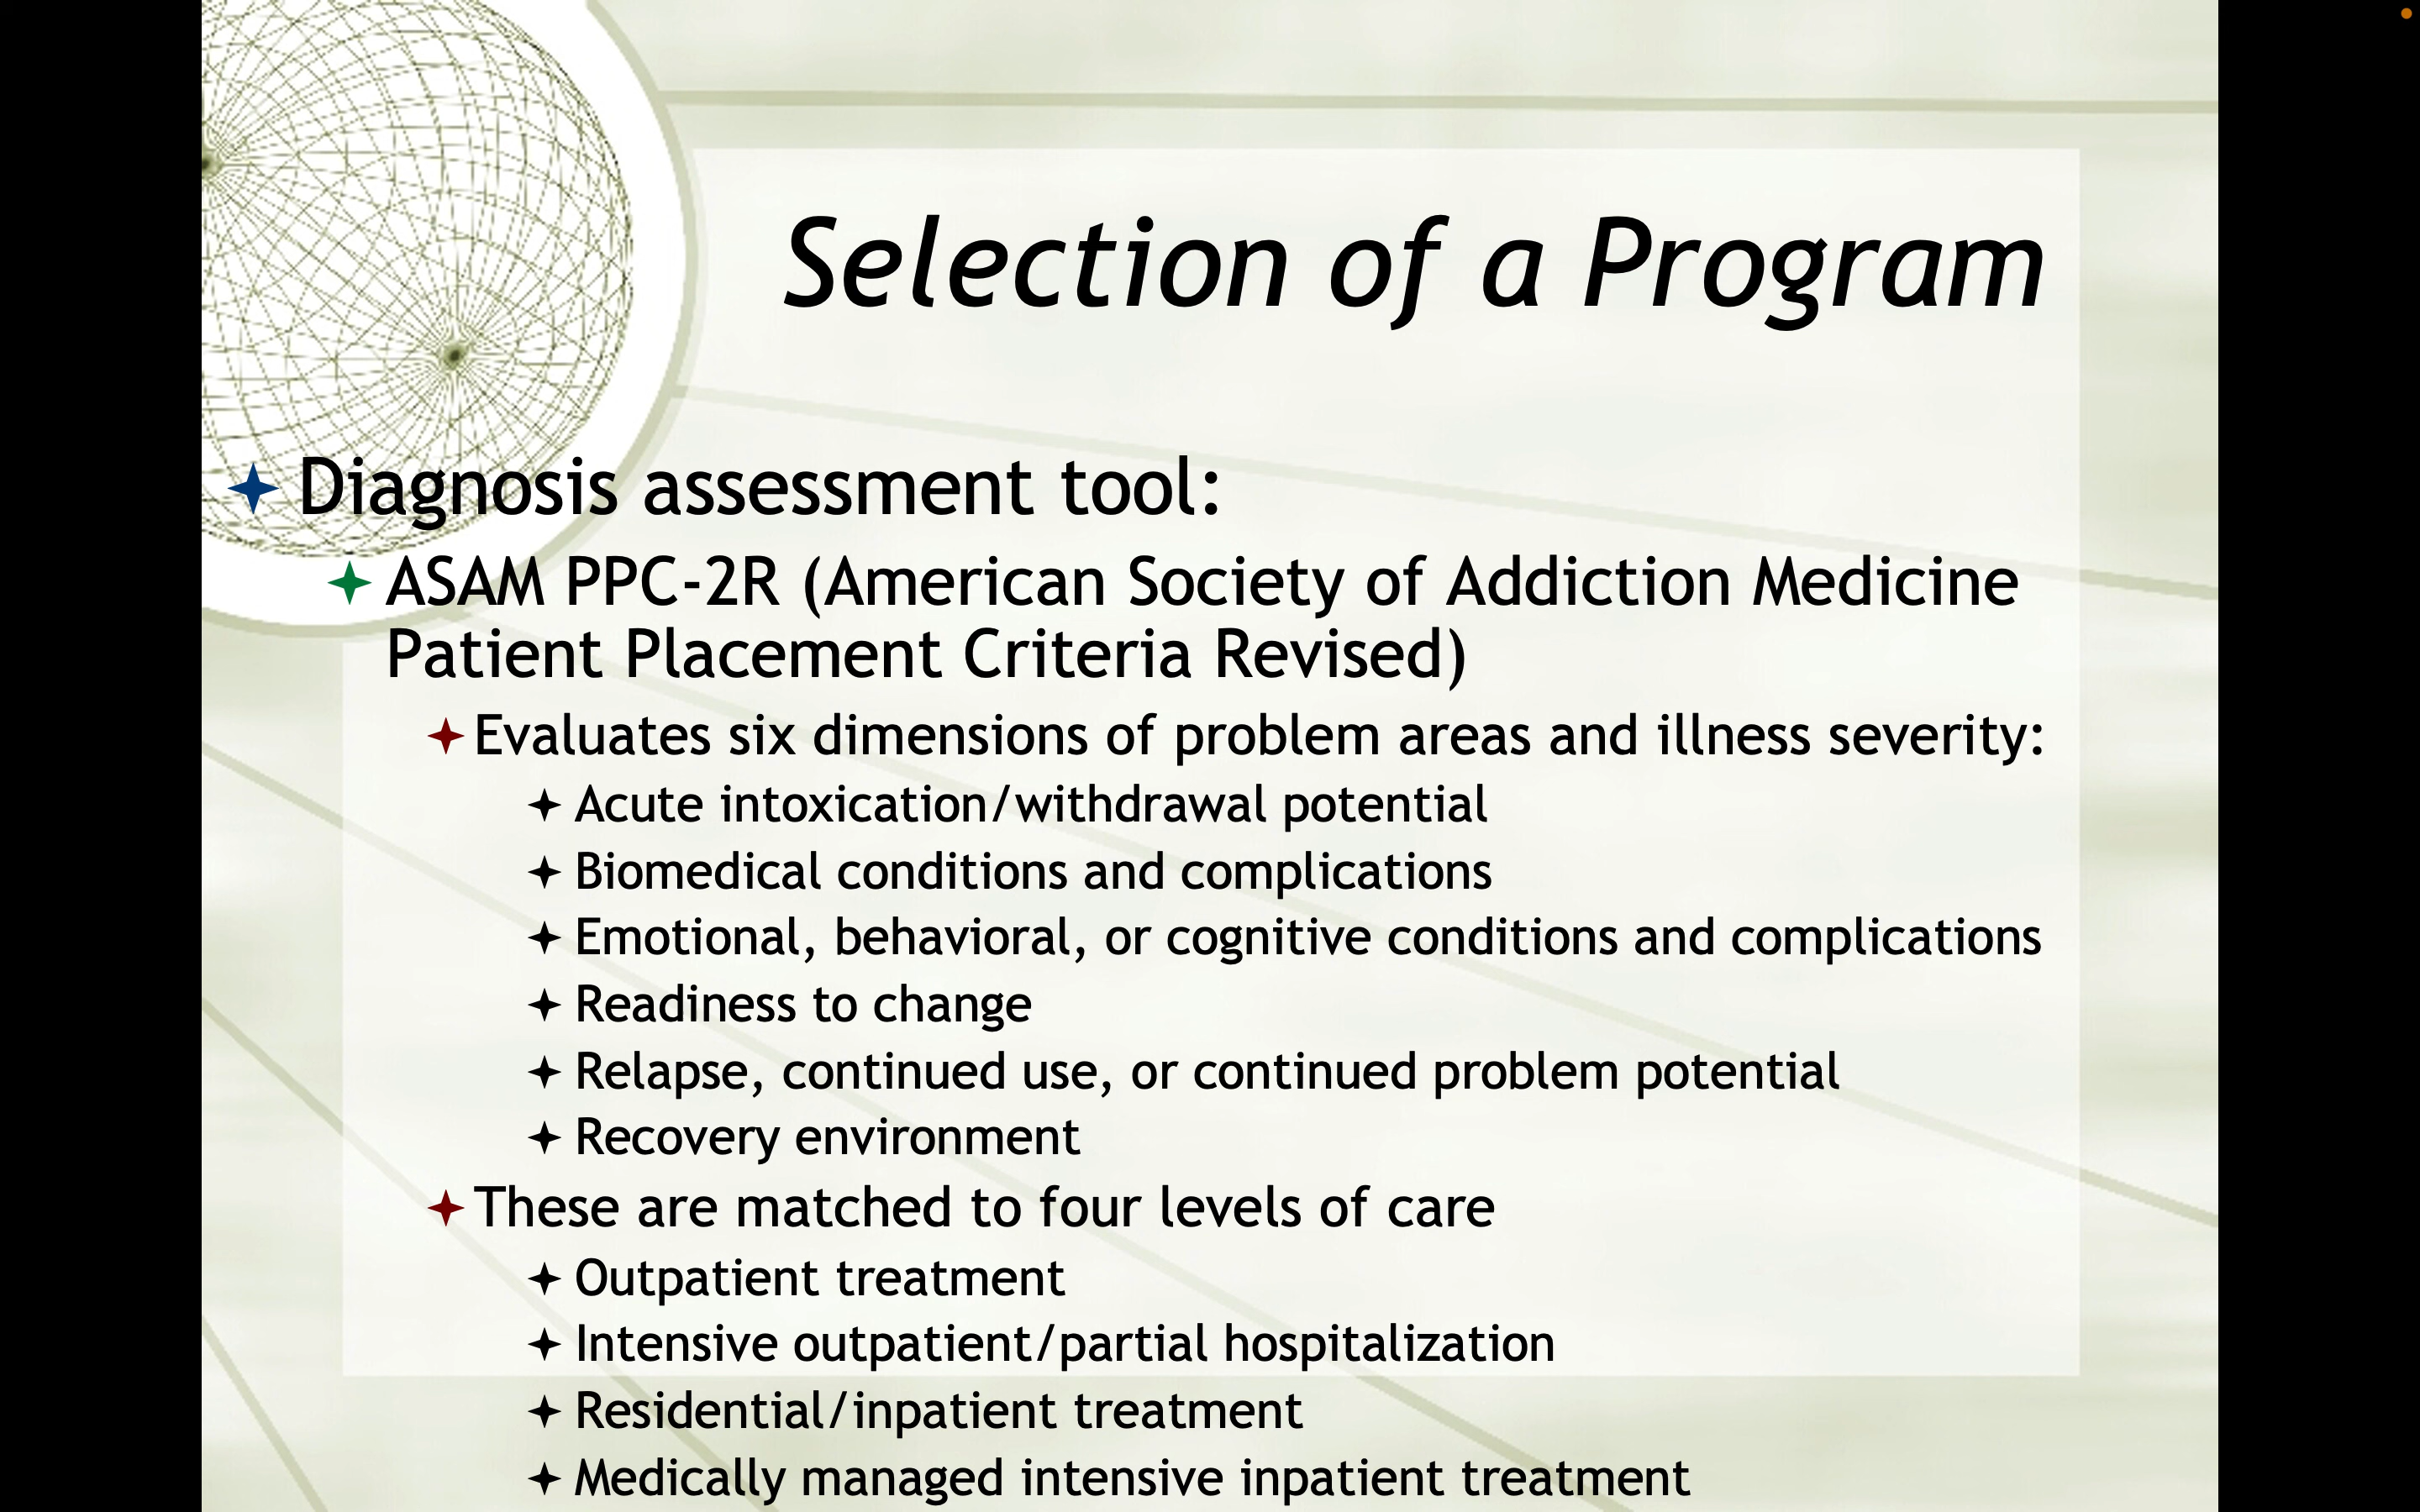 Selection of a Program
Diagnosis assessment tool:
ASAM PPC-2R (American Society of Addiction Medicine
Patient Placement Criteria Revised)
Evaluates six dimensions of problem areas and illness severity:
Acute intoxication/withdrawal potential
Biomedical conditions and complications
Emotional, behavioral, or cognitive conditions and complications
Readiness to change
Relapse, continued use, or continued problem potential
Recovery environment
These are matched to four levels of care
Outpatient treatment
Intensive outpatient/partial hospitalization
Residential/inpatient treatment
Medically managed intensive inpatient treatment